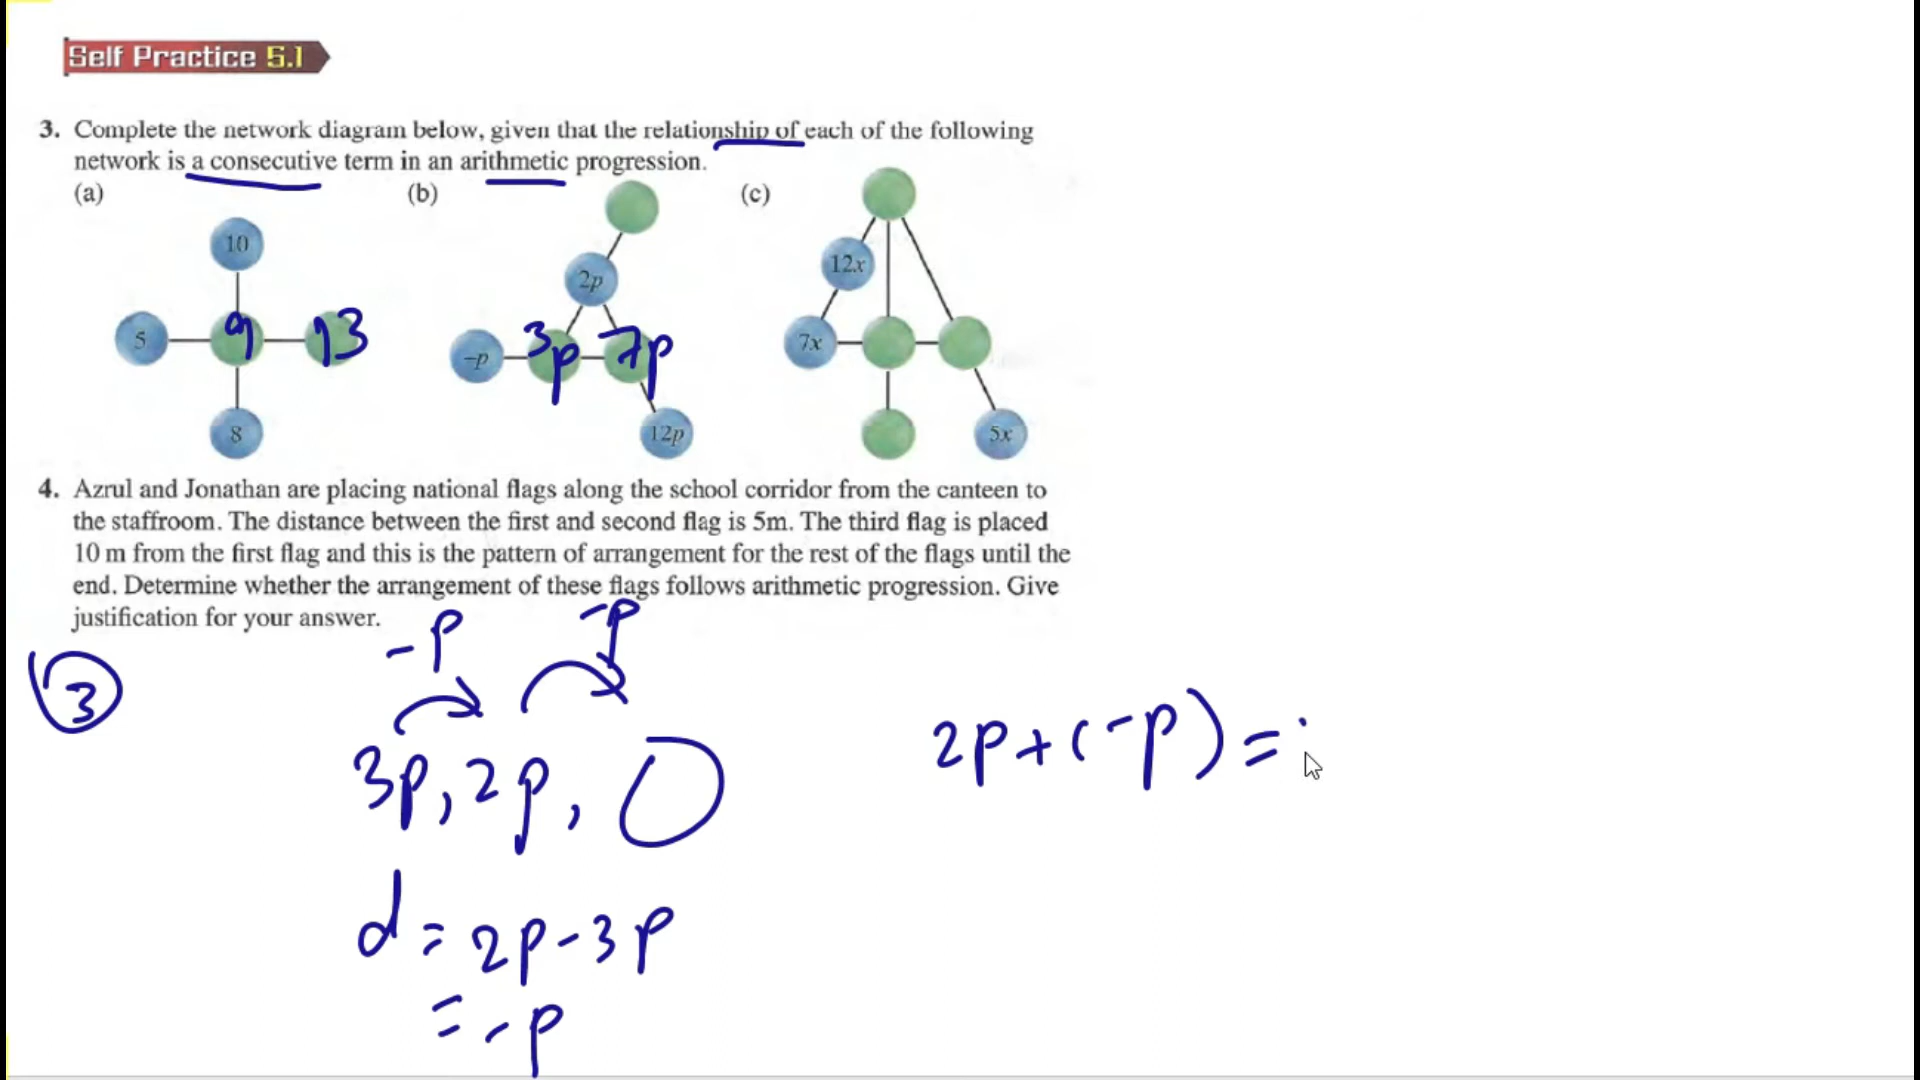 Self Practice 5.1
3. Complete the network diagram below, given that the relationship of each of the following
network is a consecutive term in an arithmetic progression.
(a) (b) (c)
10
5 9 13
8
2p
-p 3p 7p
12p
12x
7x
5x
4. Azrul and Jonathan are placing national flags along the school corridor from the canteen to
the staffroom. The distance between the first and second flag is 5m. The third flag is placed
10 m from the first flag and this is the pattern of arrangement for the rest of the flags until the
end. Determine whether the arrangement of these flags follows arithmetic progression. Give
justification for your answer.
3
-p -p
3p, 2p,
2p+(-p)=
d = 2p-3p
= -p